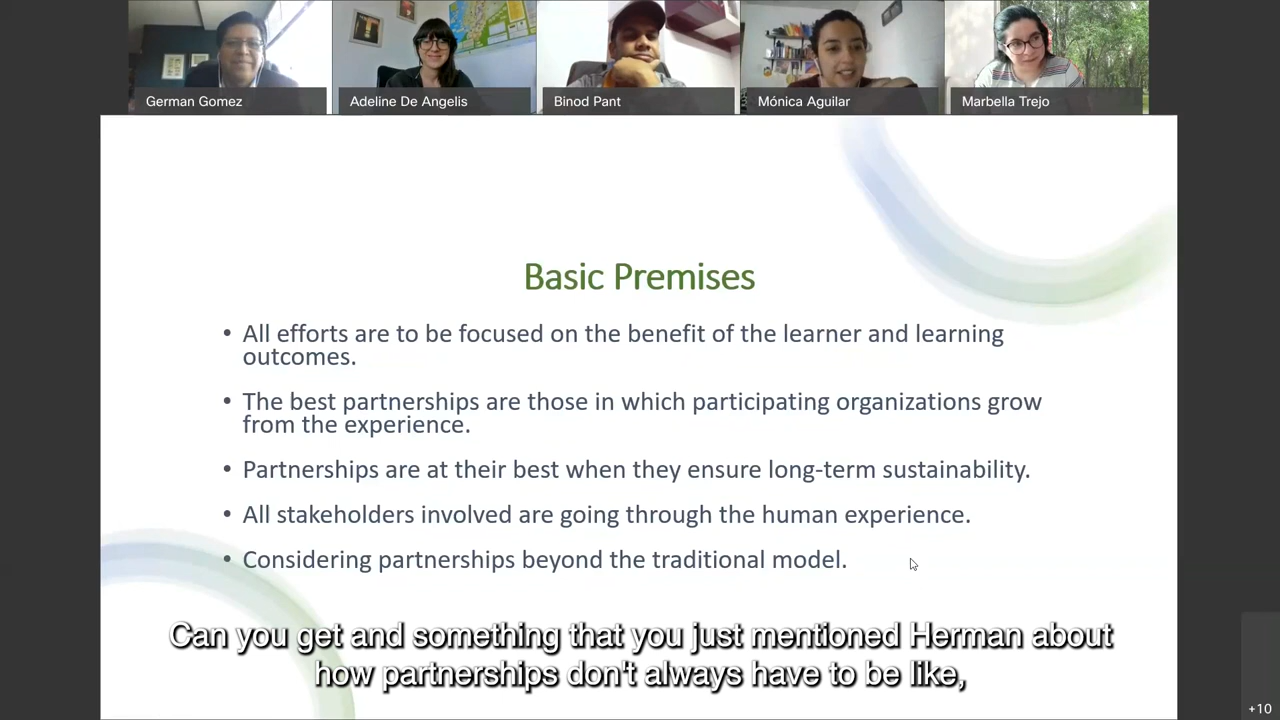 German Gomez
Adeline De Angelis
Binod Pant
Mónica Aguilar
Marbella Trejo
Basic Premises
• All efforts are to be focused on the benefit of the learner and learning
outcomes.
• The best partnerships are those in which participating organizations grow
from the experience.
• Partnerships are at their best when they ensure long-term sustainability.
• All stakeholders involved are going through the human experience.
• Considering partnerships beyond the traditional model.
Can you get and something that you just mentioned Herman about
how partnerships don't always have to be like,
+10